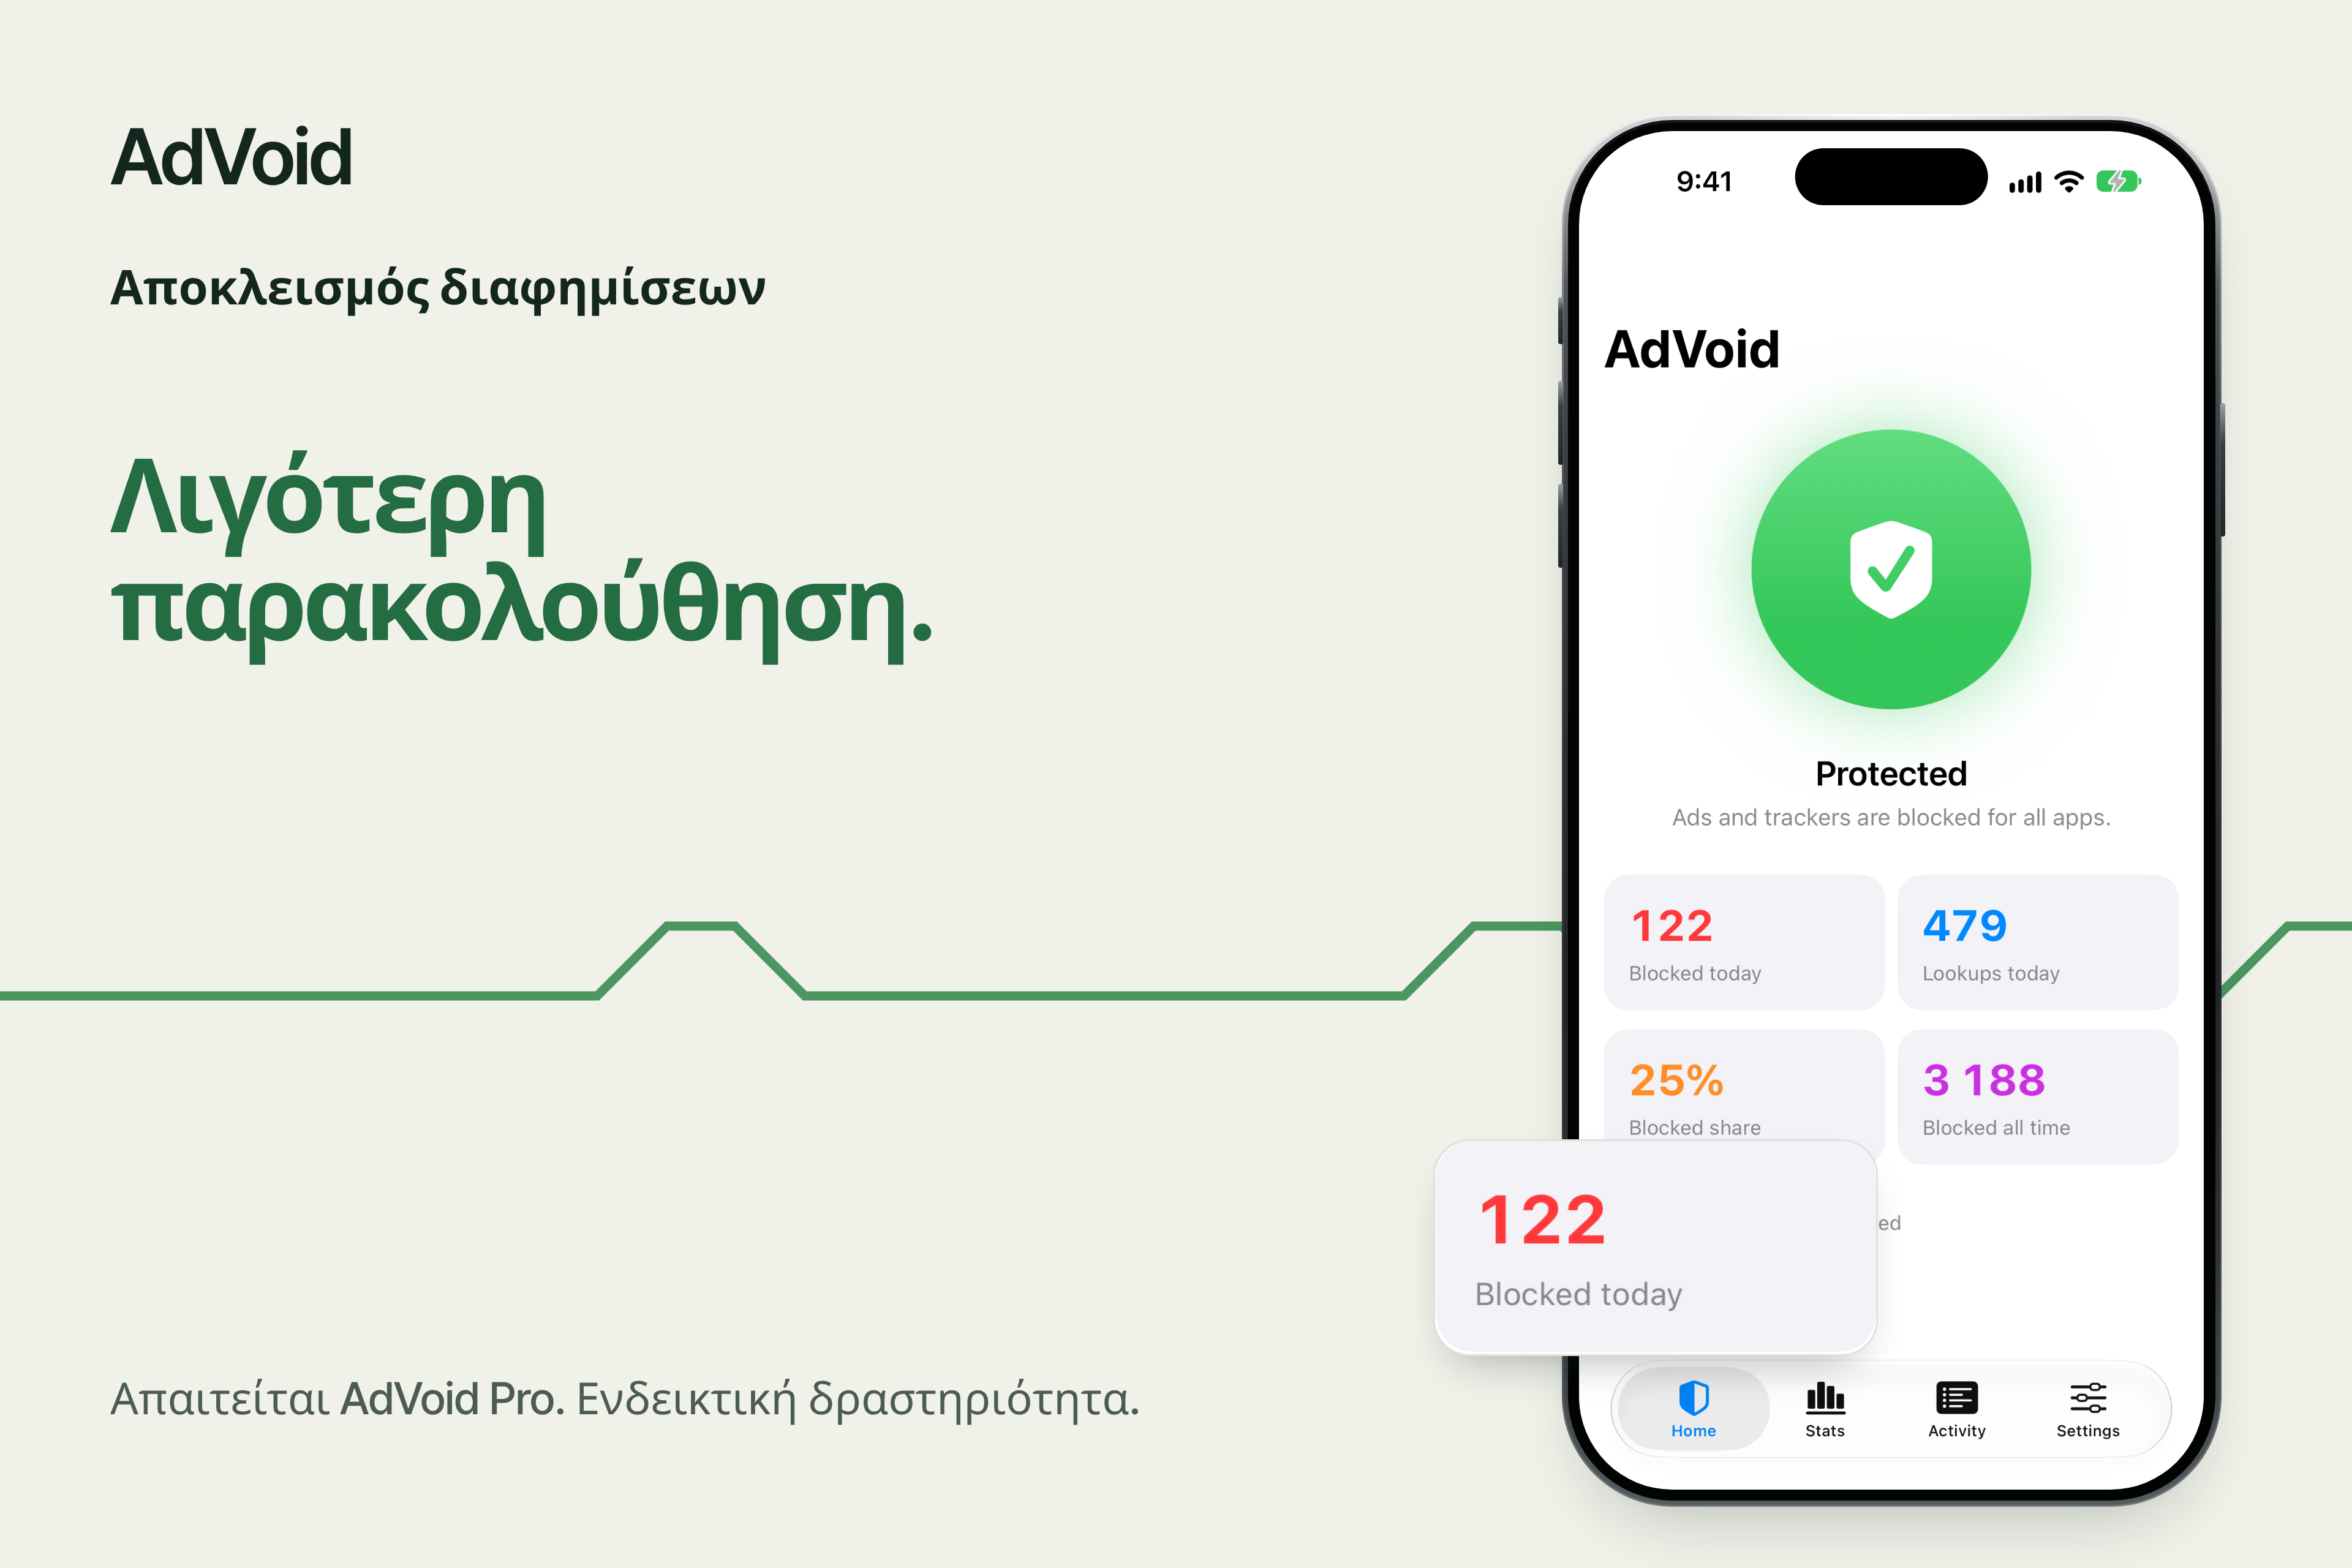 AdVoid
Αποκλεισμός διαφημίσεων
Λιγότερη
παρακολούθηση.
Απαιτείται AdVoid Pro. Ενδεικτική δραστηριότητα.
9:41
AdVoid
Protected
Ads and trackers are blocked for all apps.
122
Blocked today
479
Lookups today
25%
Blocked share
3 188
Blocked all time
122
Blocked today
Home
Stats
Activity
Settings